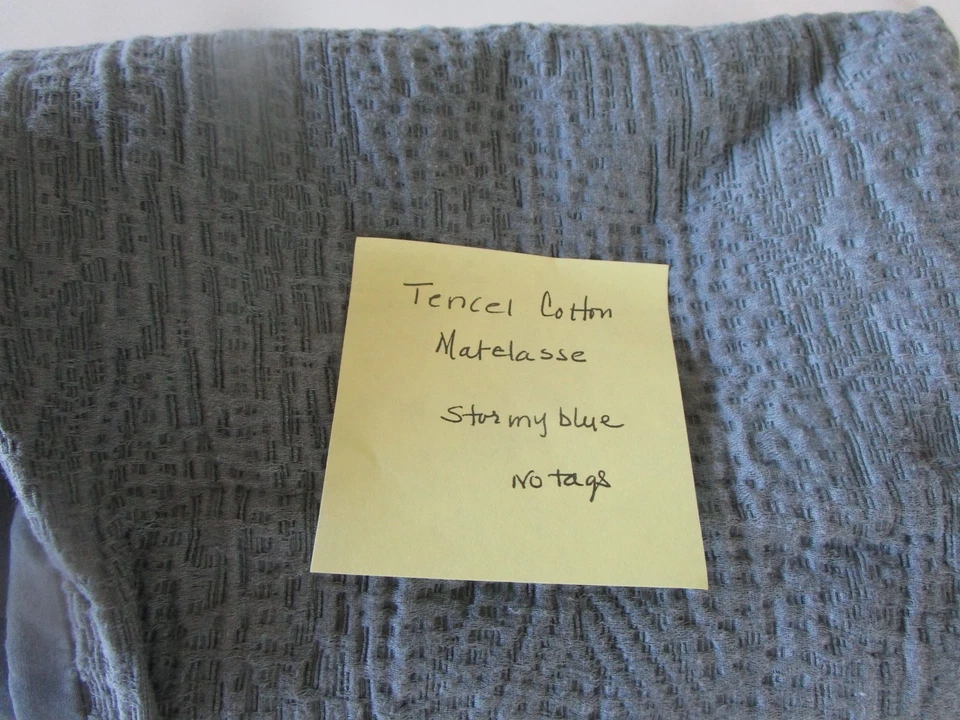 Tencel Cotton
Matelasse
Stormy blue
No tags